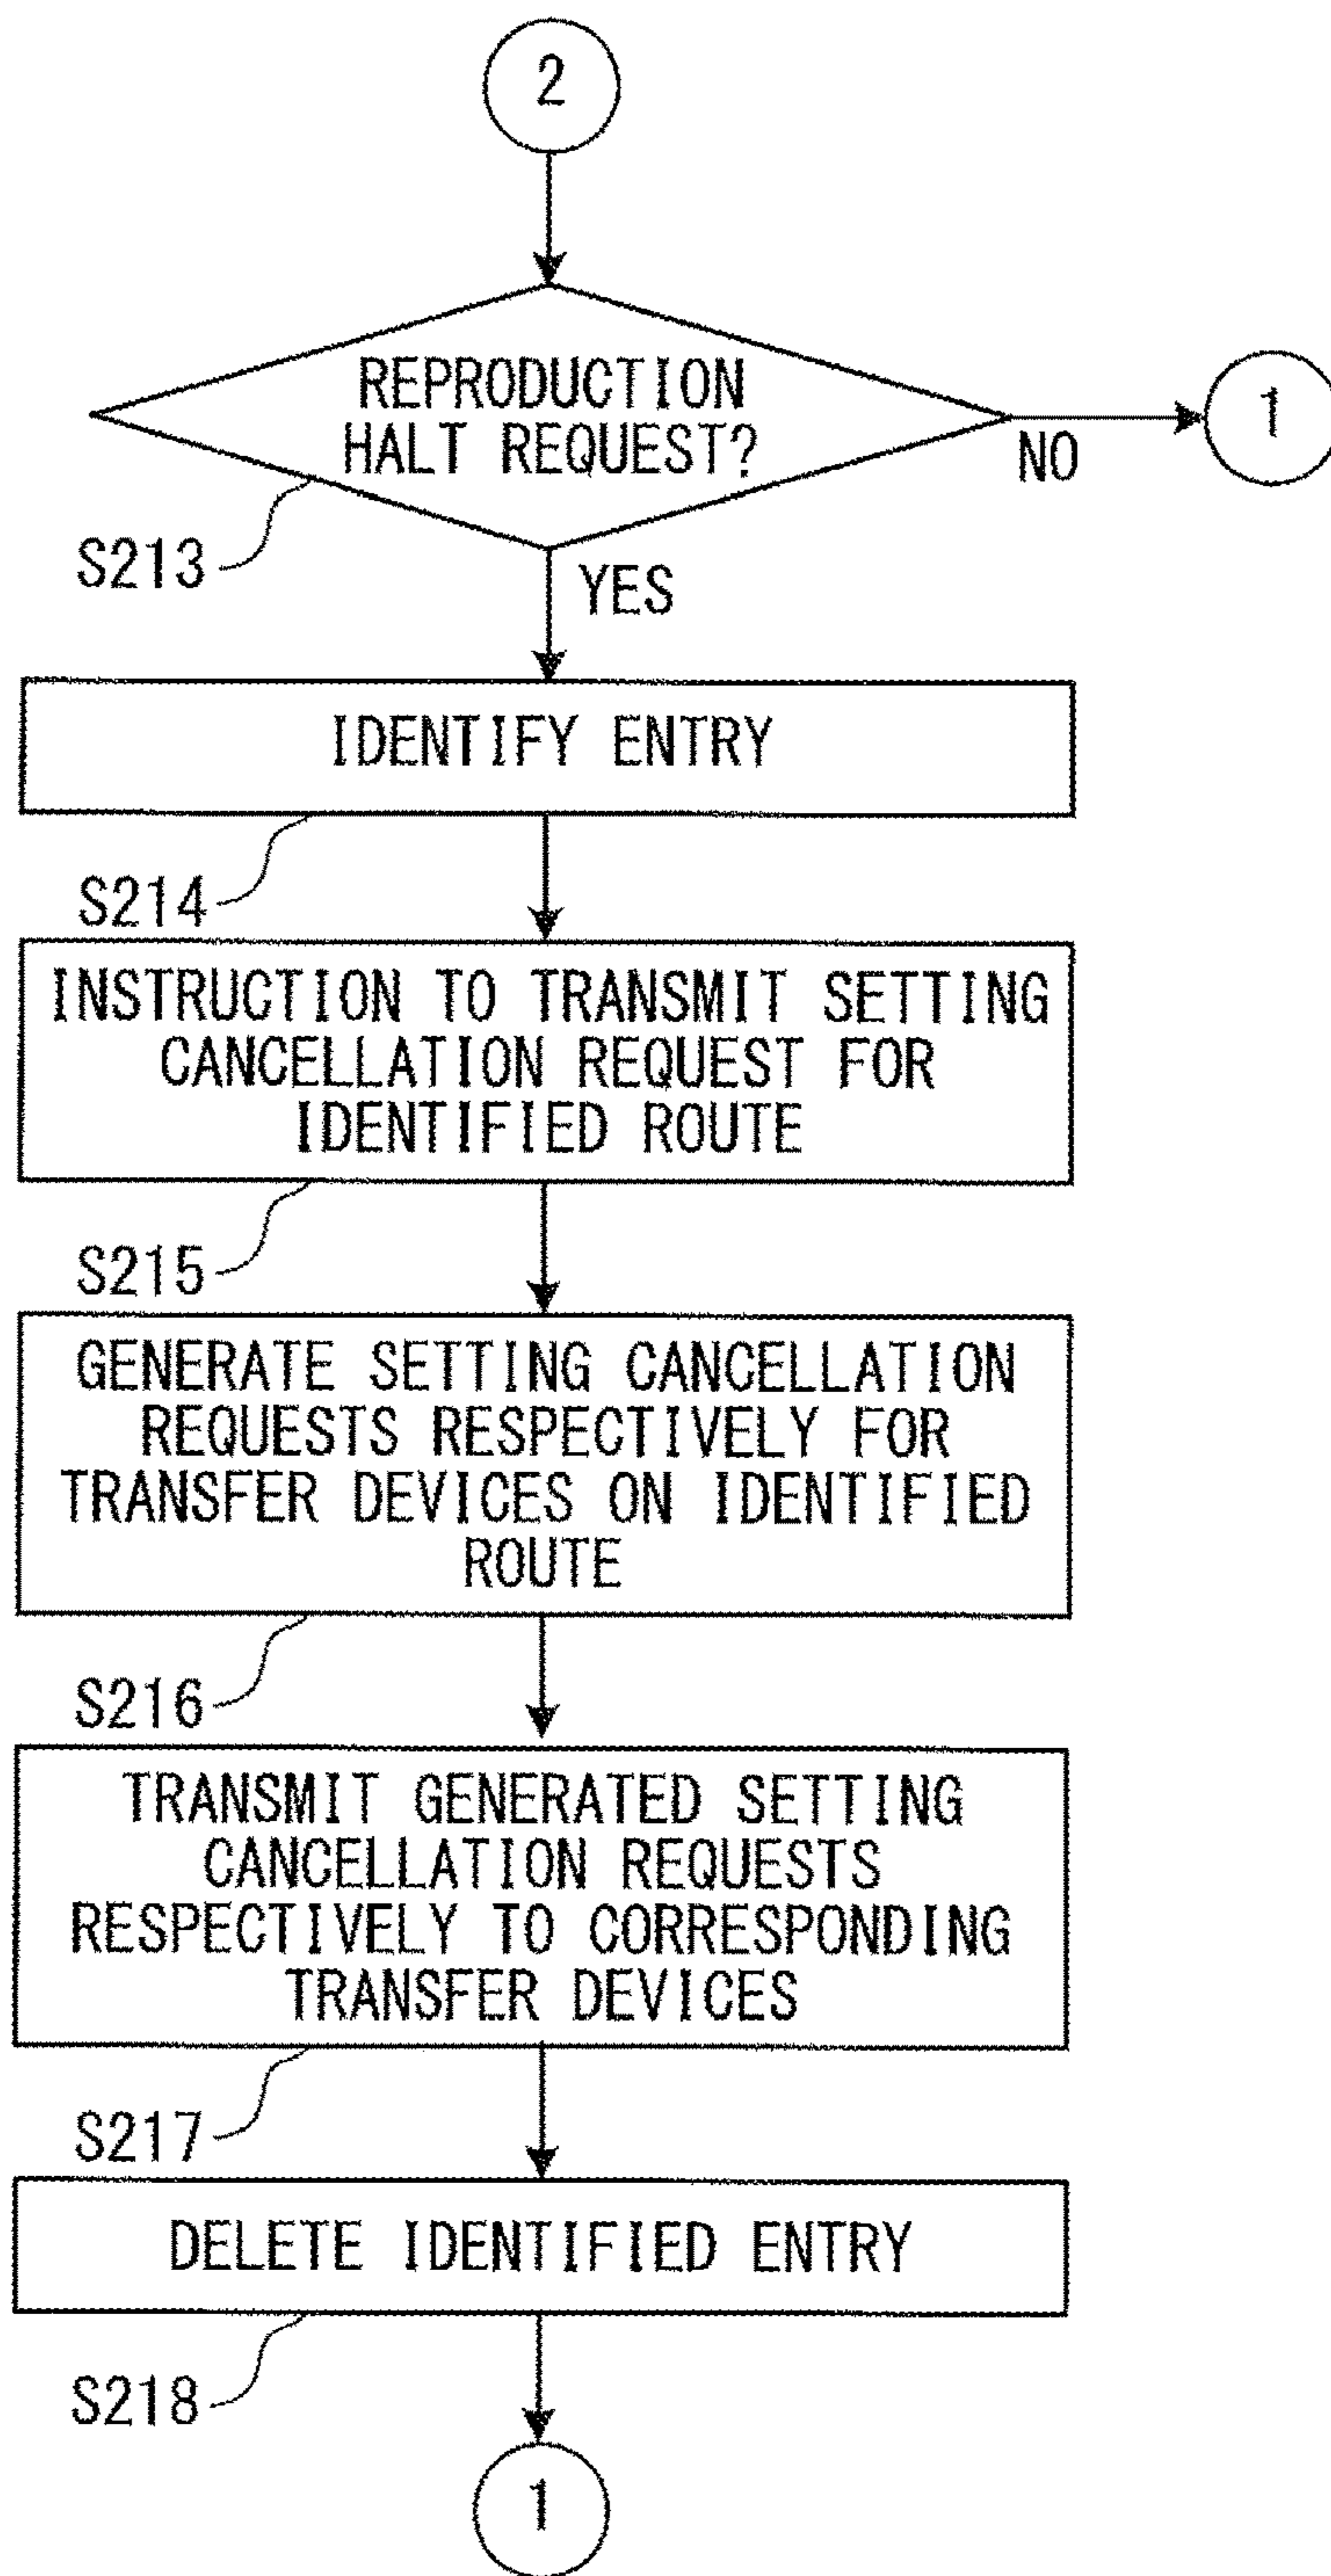 2
REPRODUCTION
HALT REQUEST?
1
NO
S213
YES
IDENTIFY ENTRY
S214
INSTRUCTION TO TRANSMIT SETTING
CANCELLATION REQUEST FOR
IDENTIFIED ROUTE
S215
GENERATE SETTING CANCELLATION
REQUESTS RESPECTIVELY FOR
TRANSFER DEVICES ON IDENTIFIED
ROUTE
S216
TRANSMIT GENERATED SETTING
CANCELLATION REQUESTS
RESPECTIVELY TO CORRESPONDING
TRANSFER DEVICES
S217
DELETE IDENTIFIED ENTRY
S218
1